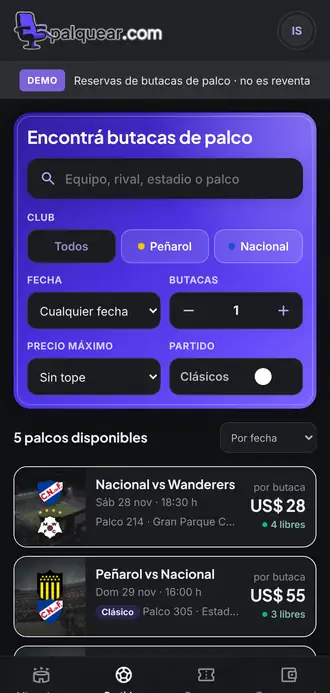 palquear.com
IS
DEMO Reservas de butacas de palco · no es reventa
Encontrá butacas de palco
Equipo, rival, estadio o palco
CLUB
Todos Peñarol Nacional
FECHA BUTACAS
Cualquier fecha − 1 +
PRECIO MÁXIMO PARTIDO
Sin tope Clásicos
5 palcos disponibles Por fecha
Nacional vs Wanderers por butaca
Sáb 28 nov · 18:30 h US$ 28
Palco 214 · Gran Parque C... 4 libres
Peñarol vs Nacional por butaca
Dom 29 nov · 16:00 h US$ 55
Clásico Palco 305 · Estad... 3 libres